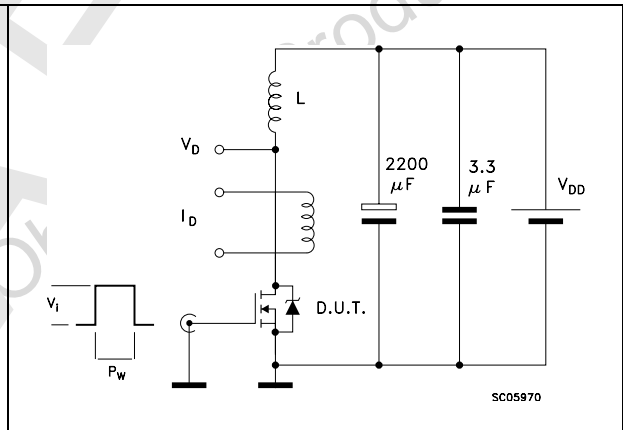 L
V_D
2200
μF
3.3
μF
V_DD
I_D
V_i
D.U.T.
P_W
SC05970